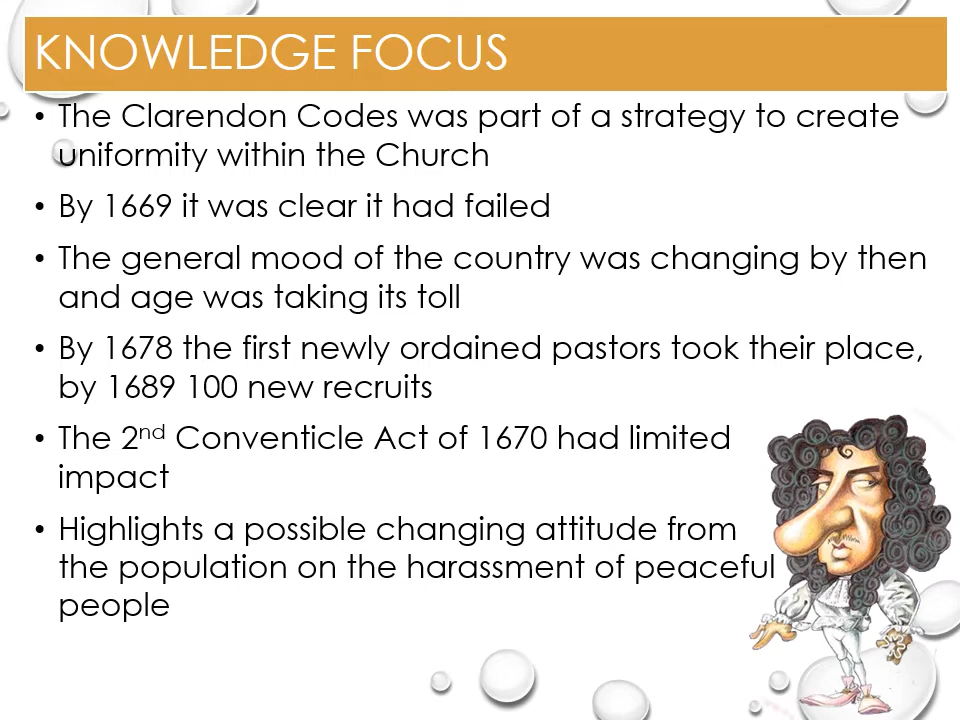 KNOWLEDGE FOCUS
• The Clarendon Codes was part of a strategy to create
uniformity within the Church
• By 1669 it was clear it had failed
• The general mood of the country was changing by then
and age was taking its toll
• By 1678 the first newly ordained pastors took their place,
by 1689 100 new recruits
• The 2nd Conventicle Act of 1670 had limited
impact
• Highlights a possible changing attitude from
the population on the harassment of peaceful
people